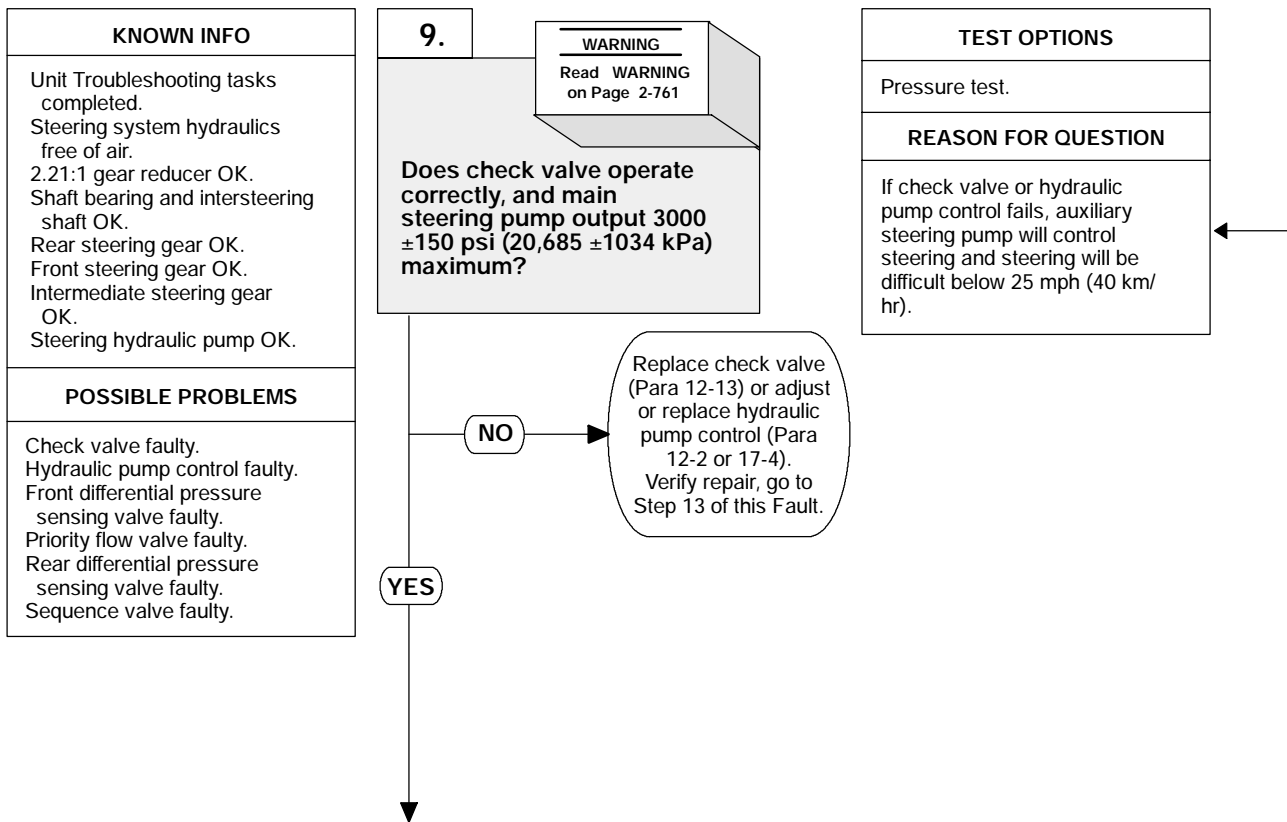 KNOWN INFO
Unit Troubleshooting tasks
completed.
Steering system hydraulics
free of air.
2.21:1 gear reducer OK.
Shaft bearing and intersteering
shaft OK.
Rear steering gear OK.
Front steering gear OK.
Intermediate steering gear
OK.
Steering hydraulic pump OK.
POSSIBLE PROBLEMS
Check valve faulty.
Hydraulic pump control faulty.
Front differential pressure
sensing valve faulty.
Priority flow valve faulty.
Rear differential pressure
sensing valve faulty.
Sequence valve faulty.
9.
WARNING
Read WARNING
on Page 2-761
Does check valve operate
correctly, and main
steering pump output 3000
±150 psi (20,685 ±1034 kPa)
maximum?
NO
Replace check valve
(Para 12-13) or adjust
or replace hydraulic
pump control (Para
12-2 or 17-4).
Verify repair, go to
Step 13 of this Fault.
YES
TEST OPTIONS
Pressure test.
REASON FOR QUESTION
If check valve or hydraulic
pump control fails, auxiliary
steering pump will control
steering and steering will be
difficult below 25 mph (40 km/
hr).